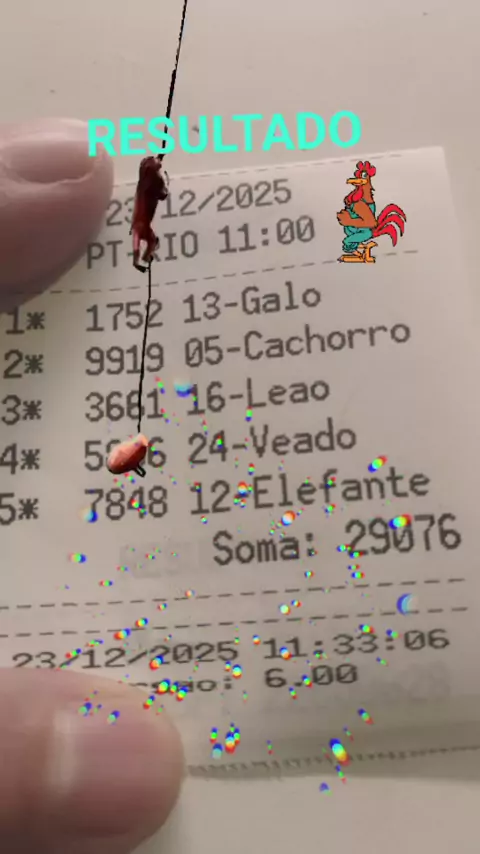 RESULTADO
23/12/2025
PT-RIO 11:00
1* 1752 13-Galo
2* 9919 05-Cachorro
3* 3661 16-Leao
4* 24-Veado
5* 7848 12-Elefante
Soma: 29076
23/12/2025 11:33:06
6.00